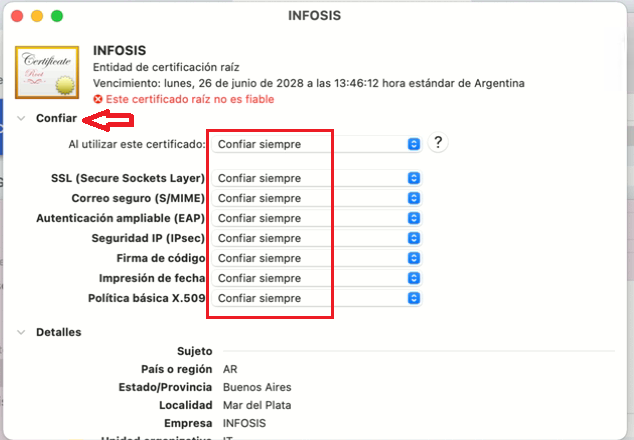 INFOSIS
Certificate
Root
INFOSIS
Entidad de certificación raíz
Vencimiento: lunes, 26 de junio de 2028 a las 13:46:12 hora estándar de Argentina
Este certificado raíz no es fiable
Confiar
Al utilizar este certificado: Confiar siempre ?
SSL (Secure Sockets Layer) Confiar siempre
Correo seguro (S/MIME) Confiar siempre
Autenticación ampliable (EAP) Confiar siempre
Seguridad IP (IPsec) Confiar siempre
Firma de código Confiar siempre
Impresión de fecha Confiar siempre
Política básica X.509 Confiar siempre
Detalles
Sujeto
País o región AR
Estado/Provincia Buenos Aires
Localidad Mar del Plata
Empresa INFOSIS
Unidad organizativa IT